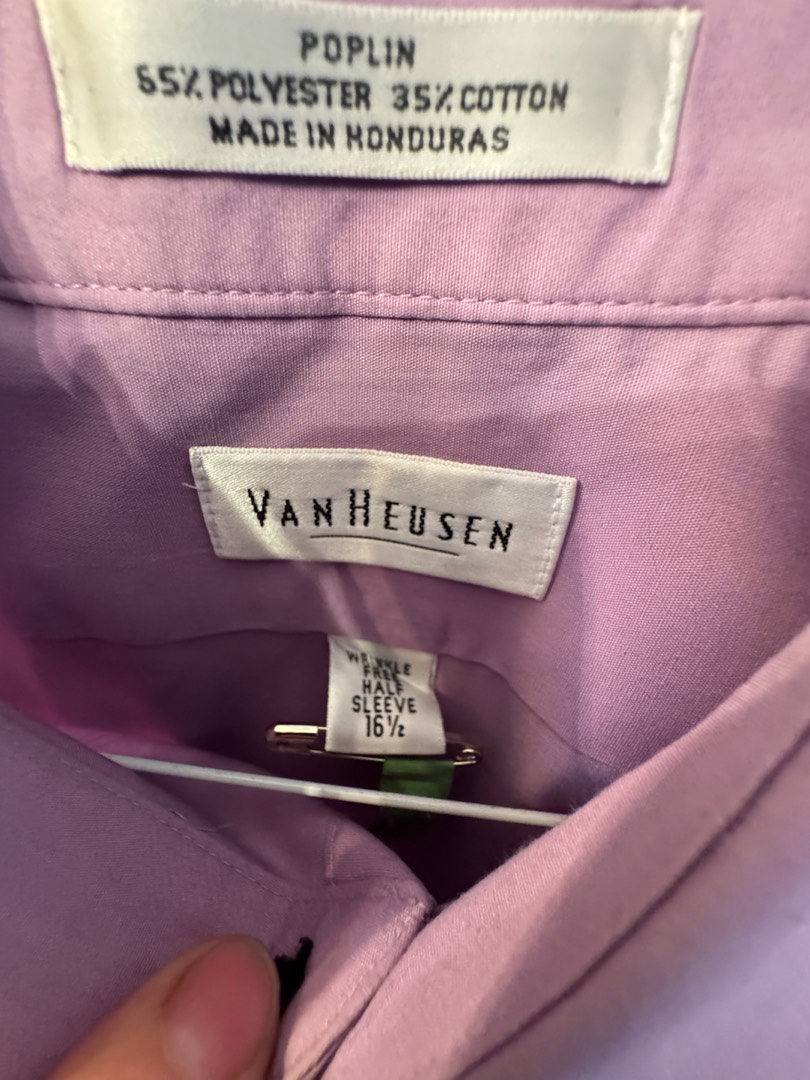 POPLIN
65% POLYESTER 35% COTTON
MADE IN HONDURAS
VAN HEUSEN
WRINKLE
FREE
HALF
SLEEVE
16½